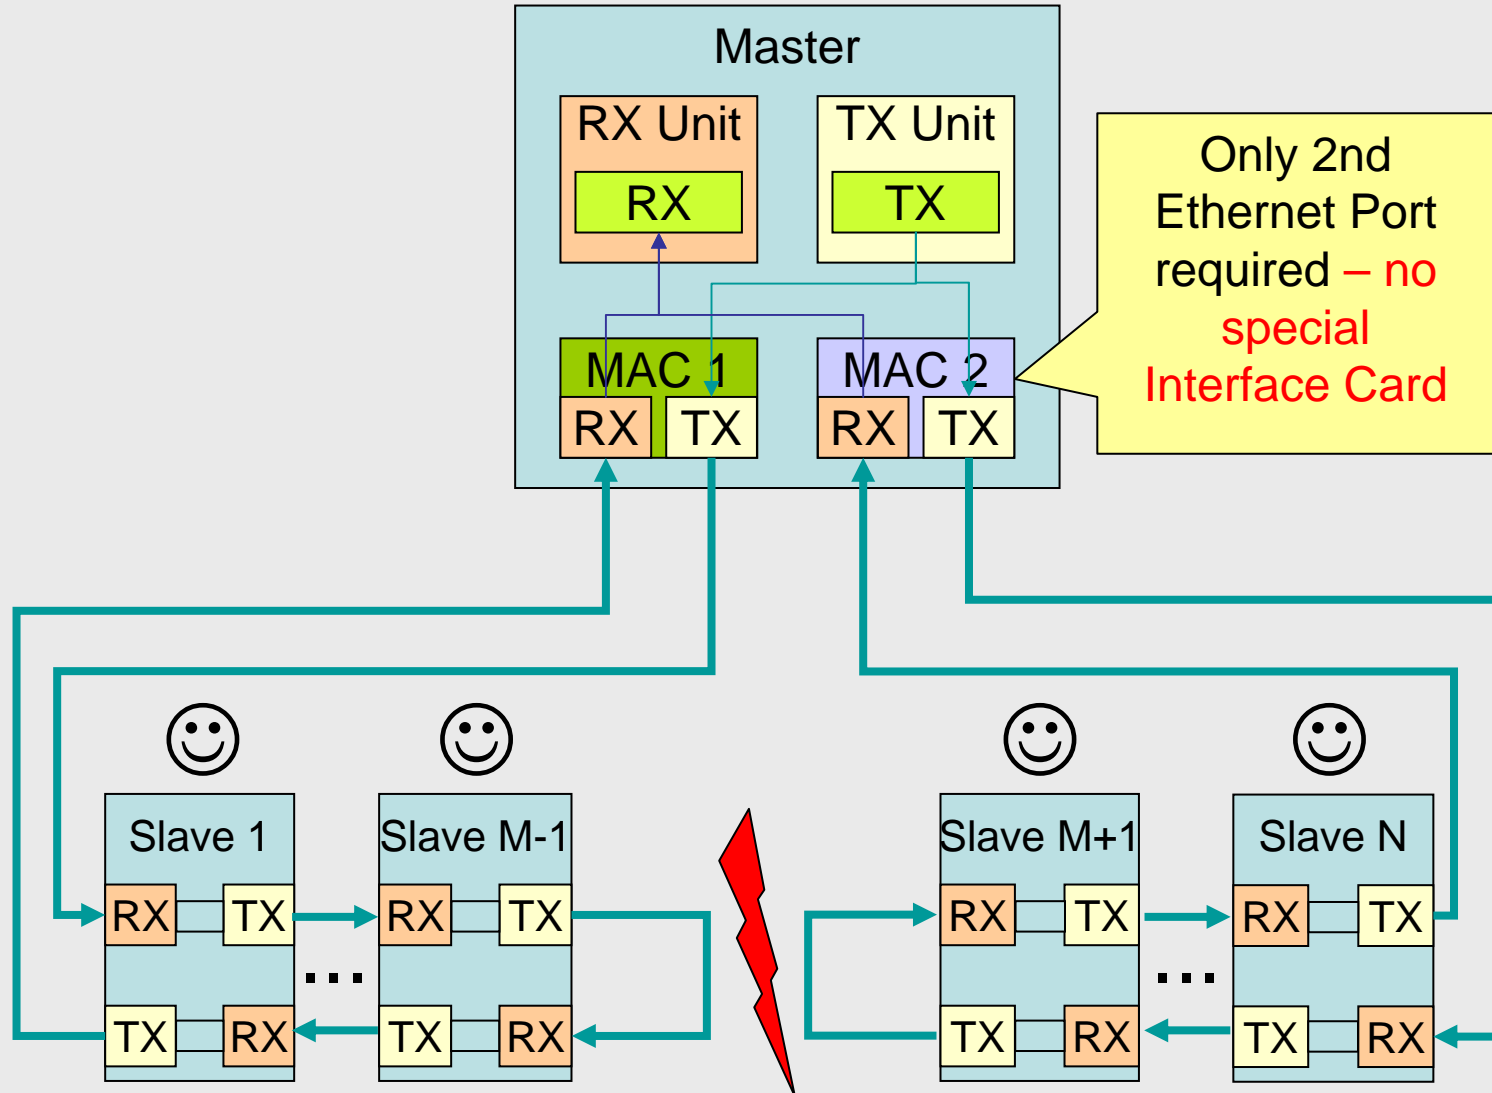 Master
RX Unit
TX Unit
RX
TX
Only 2nd
Ethernet Port
required – no
special
Interface Card
MAC 1
MAC 2
RX
TX
RX
TX
Slave 1
Slave M-1
Slave M+1
Slave N
RX
TX
RX
TX
RX
TX
RX
TX
...
...
TX
RX
TX
RX
TX
RX
TX
RX